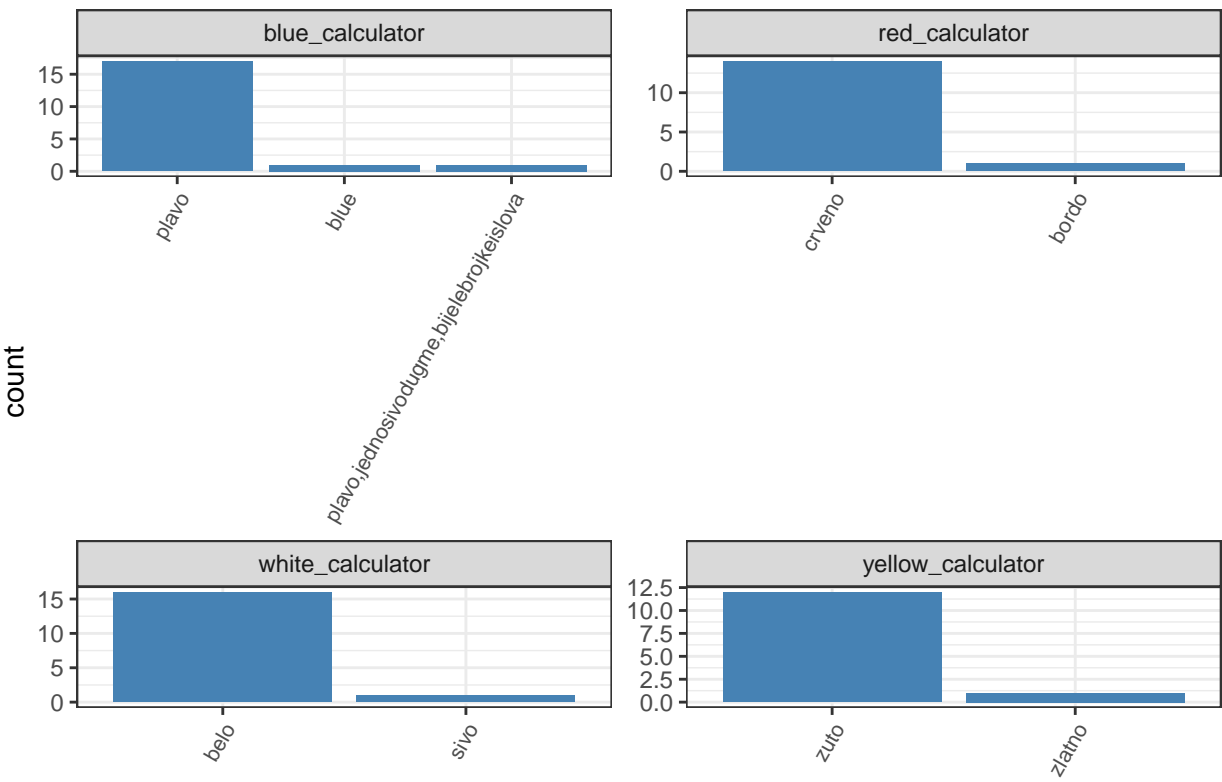 blue_calculator
red_calculator
15
10
5
0
10
5
0
plavo
blue
plavo,jednosivodugme,bijelebrojkeislova
crveno
bordo
count
white_calculator
yellow_calculator
15
10
5
0
12.5
10.0
7.5
5.0
2.5
0.0
belo
sivo
zuto
zlatno